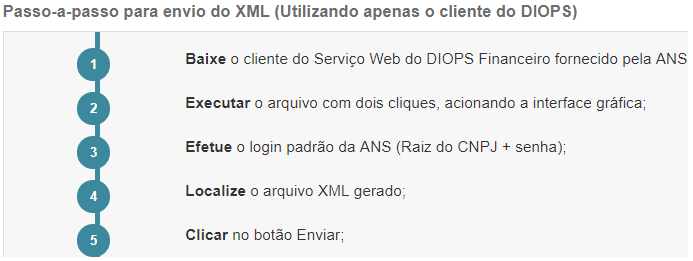 Passo-a-passo para envio do XML (Utilizando apenas o cliente do DIOPS)
1 Baixe o cliente do Serviço Web do DIOPS Financeiro fornecido pela ANS
2 Executar o arquivo com dois cliques, acionando a interface gráfica;
3 Efetue o login padrão da ANS (Raiz do CNPJ + senha);
4 Localize o arquivo XML gerado;
5 Clicar no botão Enviar;